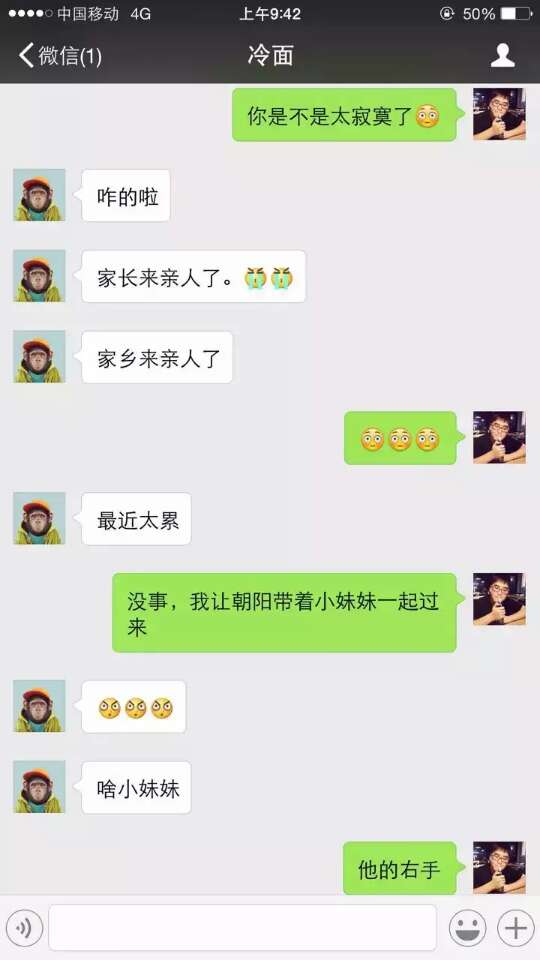 中国移动 4G 上午9:42 50%
微信(1) 冷面
你是不是太寂寞了😳
咋的啦
家长来亲人了。😭😭
家乡来亲人了
😳😳😳
最近太累
没事，我让朝阳带着小妹妹一起过
来
🙄🙄🙄
啥小妹妹
他的右手